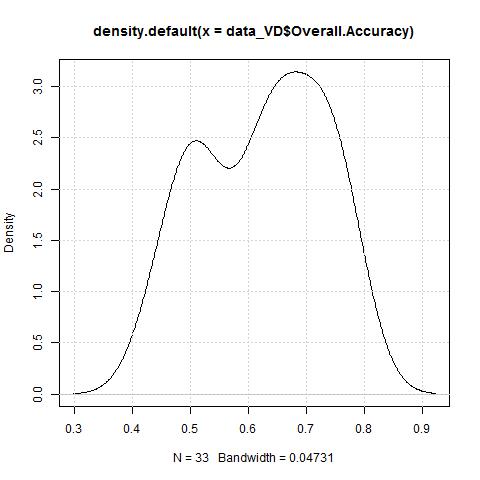 density.default(x = data_VD$Overall.Accuracy)
Density
3.0
2.5
2.0
1.5
1.0
0.5
0.0
0.3 0.4 0.5 0.6 0.7 0.8 0.9
N = 33 Bandwidth = 0.04731